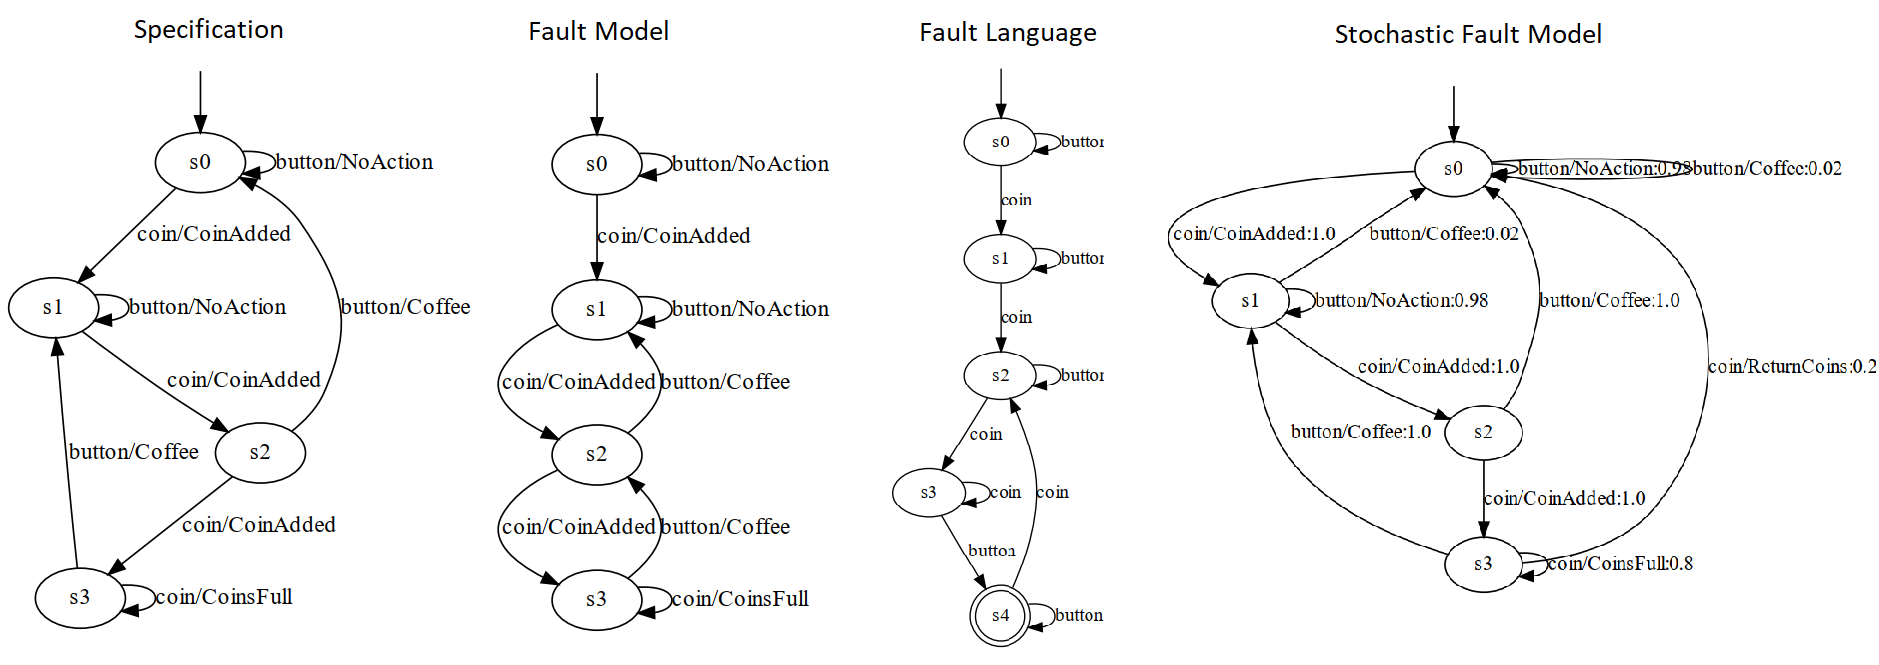 Specification
Fault Model
Fault Language
Stochastic Fault Model
s0
button/NoAction
coin/CoinAdded
s1
button/NoAction
button/Coffee
coin/CoinAdded
button/Coffee
s2
coin/CoinAdded
s3
coin/CoinsFull
s0
button/NoAction
coin/CoinAdded
s1
button/NoAction
coin/CoinAdded
button/Coffee
s2
coin/CoinAdded
button/Coffee
s3
coin/CoinsFull
s0
button
coin
s1
button
coin
s2
button
coin
s3
coin
coin
button
s4
button
s0
button/NoAction:0.98
button/Coffee:0.02
coin/CoinAdded:1.0
button/Coffee:0.02
s1
button/NoAction:0.98
button/Coffee:1.0
coin/CoinAdded:1.0
coin/ReturnCoins:0.2
button/Coffee:1.0
s2
coin/CoinAdded:1.0
s3
coin/CoinsFull:0.8